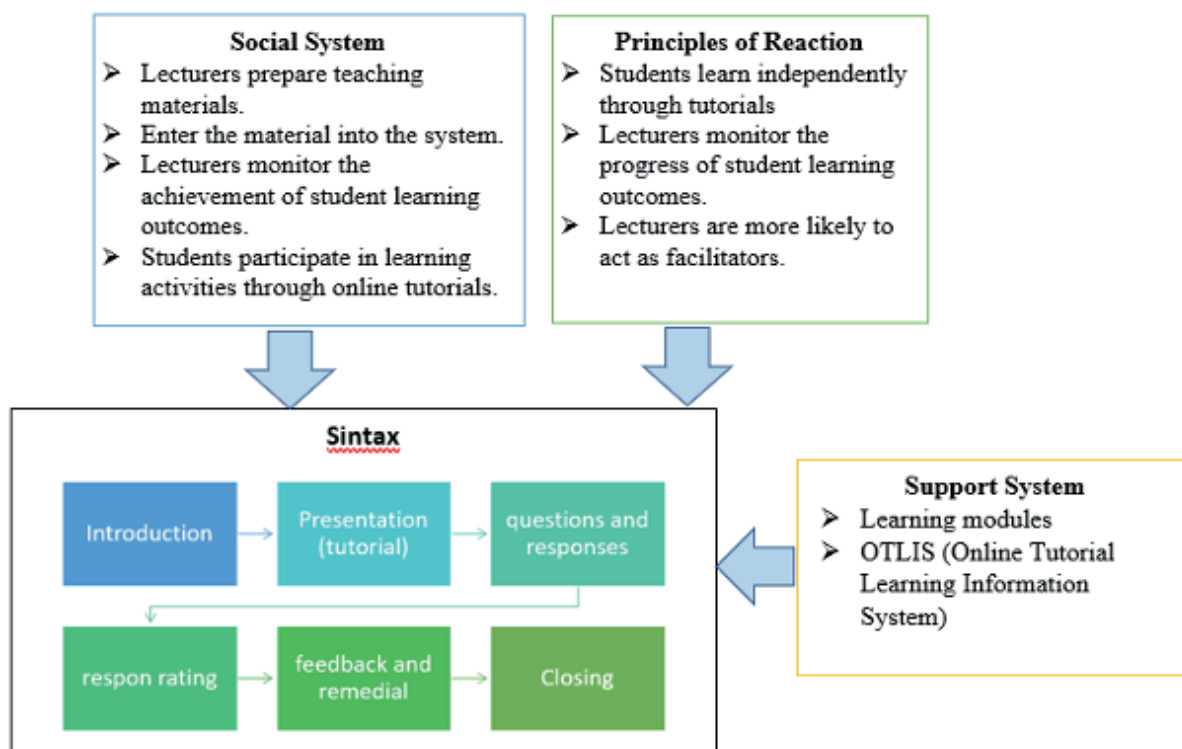 Social System
➤ Lecturers prepare teaching
materials.
➤ Enter the material into the system.
➤ Lecturers monitor the
achievement of student learning
outcomes.
➤ Students participate in learning
activities through online tutorials.
Principles of Reaction
➤ Students learn independently
through tutorials
➤ Lecturers monitor the
progress of student learning
outcomes.
➤ Lecturers are more likely to
act as facilitators.
Sintax
Introduction
Presentation
(tutorial)
questions and
responses
respon rating
feedback and
remedial
Closing
Support System
➤ Learning modules
➤ OTLIS (Online Tutorial
Learning Information
System)